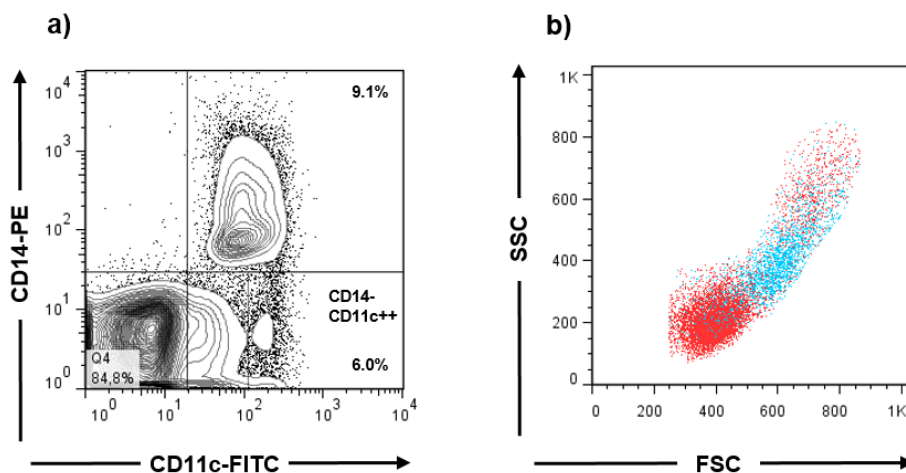 a)
CD14-PE
10^4
10^3
10^2
10^1
10^0
9.1%
CD14-
CD11c++
6.0%
Q4
84,8%
10^0
10^1
10^2
10^3
10^4
CD11c-FITC
b)
SSC
1K
800
600
400
200
0
0
200
400
600
800
1K
FSC